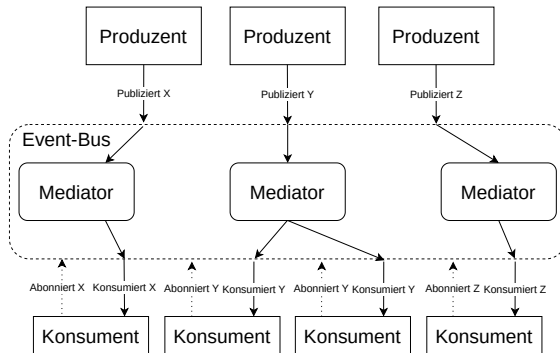 Produzent Produzent Produzent
Publiziert X Publiziert Y Publiziert Z
Event-Bus
Mediator Mediator Mediator
Abonniert X Konsumiert X Abonniert Y Konsumiert Y Abonniert Y Konsumiert Y Abonniert Z Konsumiert Z
Konsument Konsument Konsument Konsument